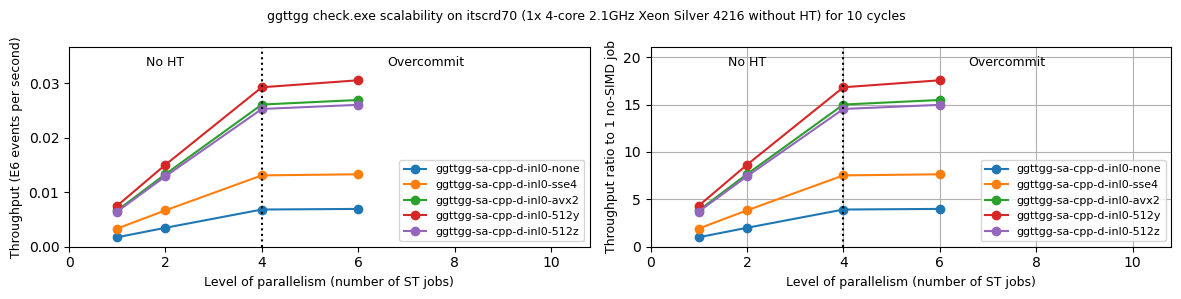 ggttgg check.exe scalability on itscrd70 (1x 4-core 2.1GHz Xeon Silver 4216 without HT) for 10 cycles
Throughput (E6 events per second)
0.03
0.02
0.01
0.00
No HT
Overcommit
ggttgg-sa-cpp-d-inl0-none
ggttgg-sa-cpp-d-inl0-sse4
ggttgg-sa-cpp-d-inl0-avx2
ggttgg-sa-cpp-d-inl0-512y
ggttgg-sa-cpp-d-inl0-512z
0 2 4 6 8 10
Level of parallelism (number of ST jobs)
Throughput ratio to 1 no-SIMD job
20
15
10
5
0
No HT
Overcommit
ggttgg-sa-cpp-d-inl0-none
ggttgg-sa-cpp-d-inl0-sse4
ggttgg-sa-cpp-d-inl0-avx2
ggttgg-sa-cpp-d-inl0-512y
ggttgg-sa-cpp-d-inl0-512z
0 2 4 6 8 10
Level of parallelism (number of ST jobs)